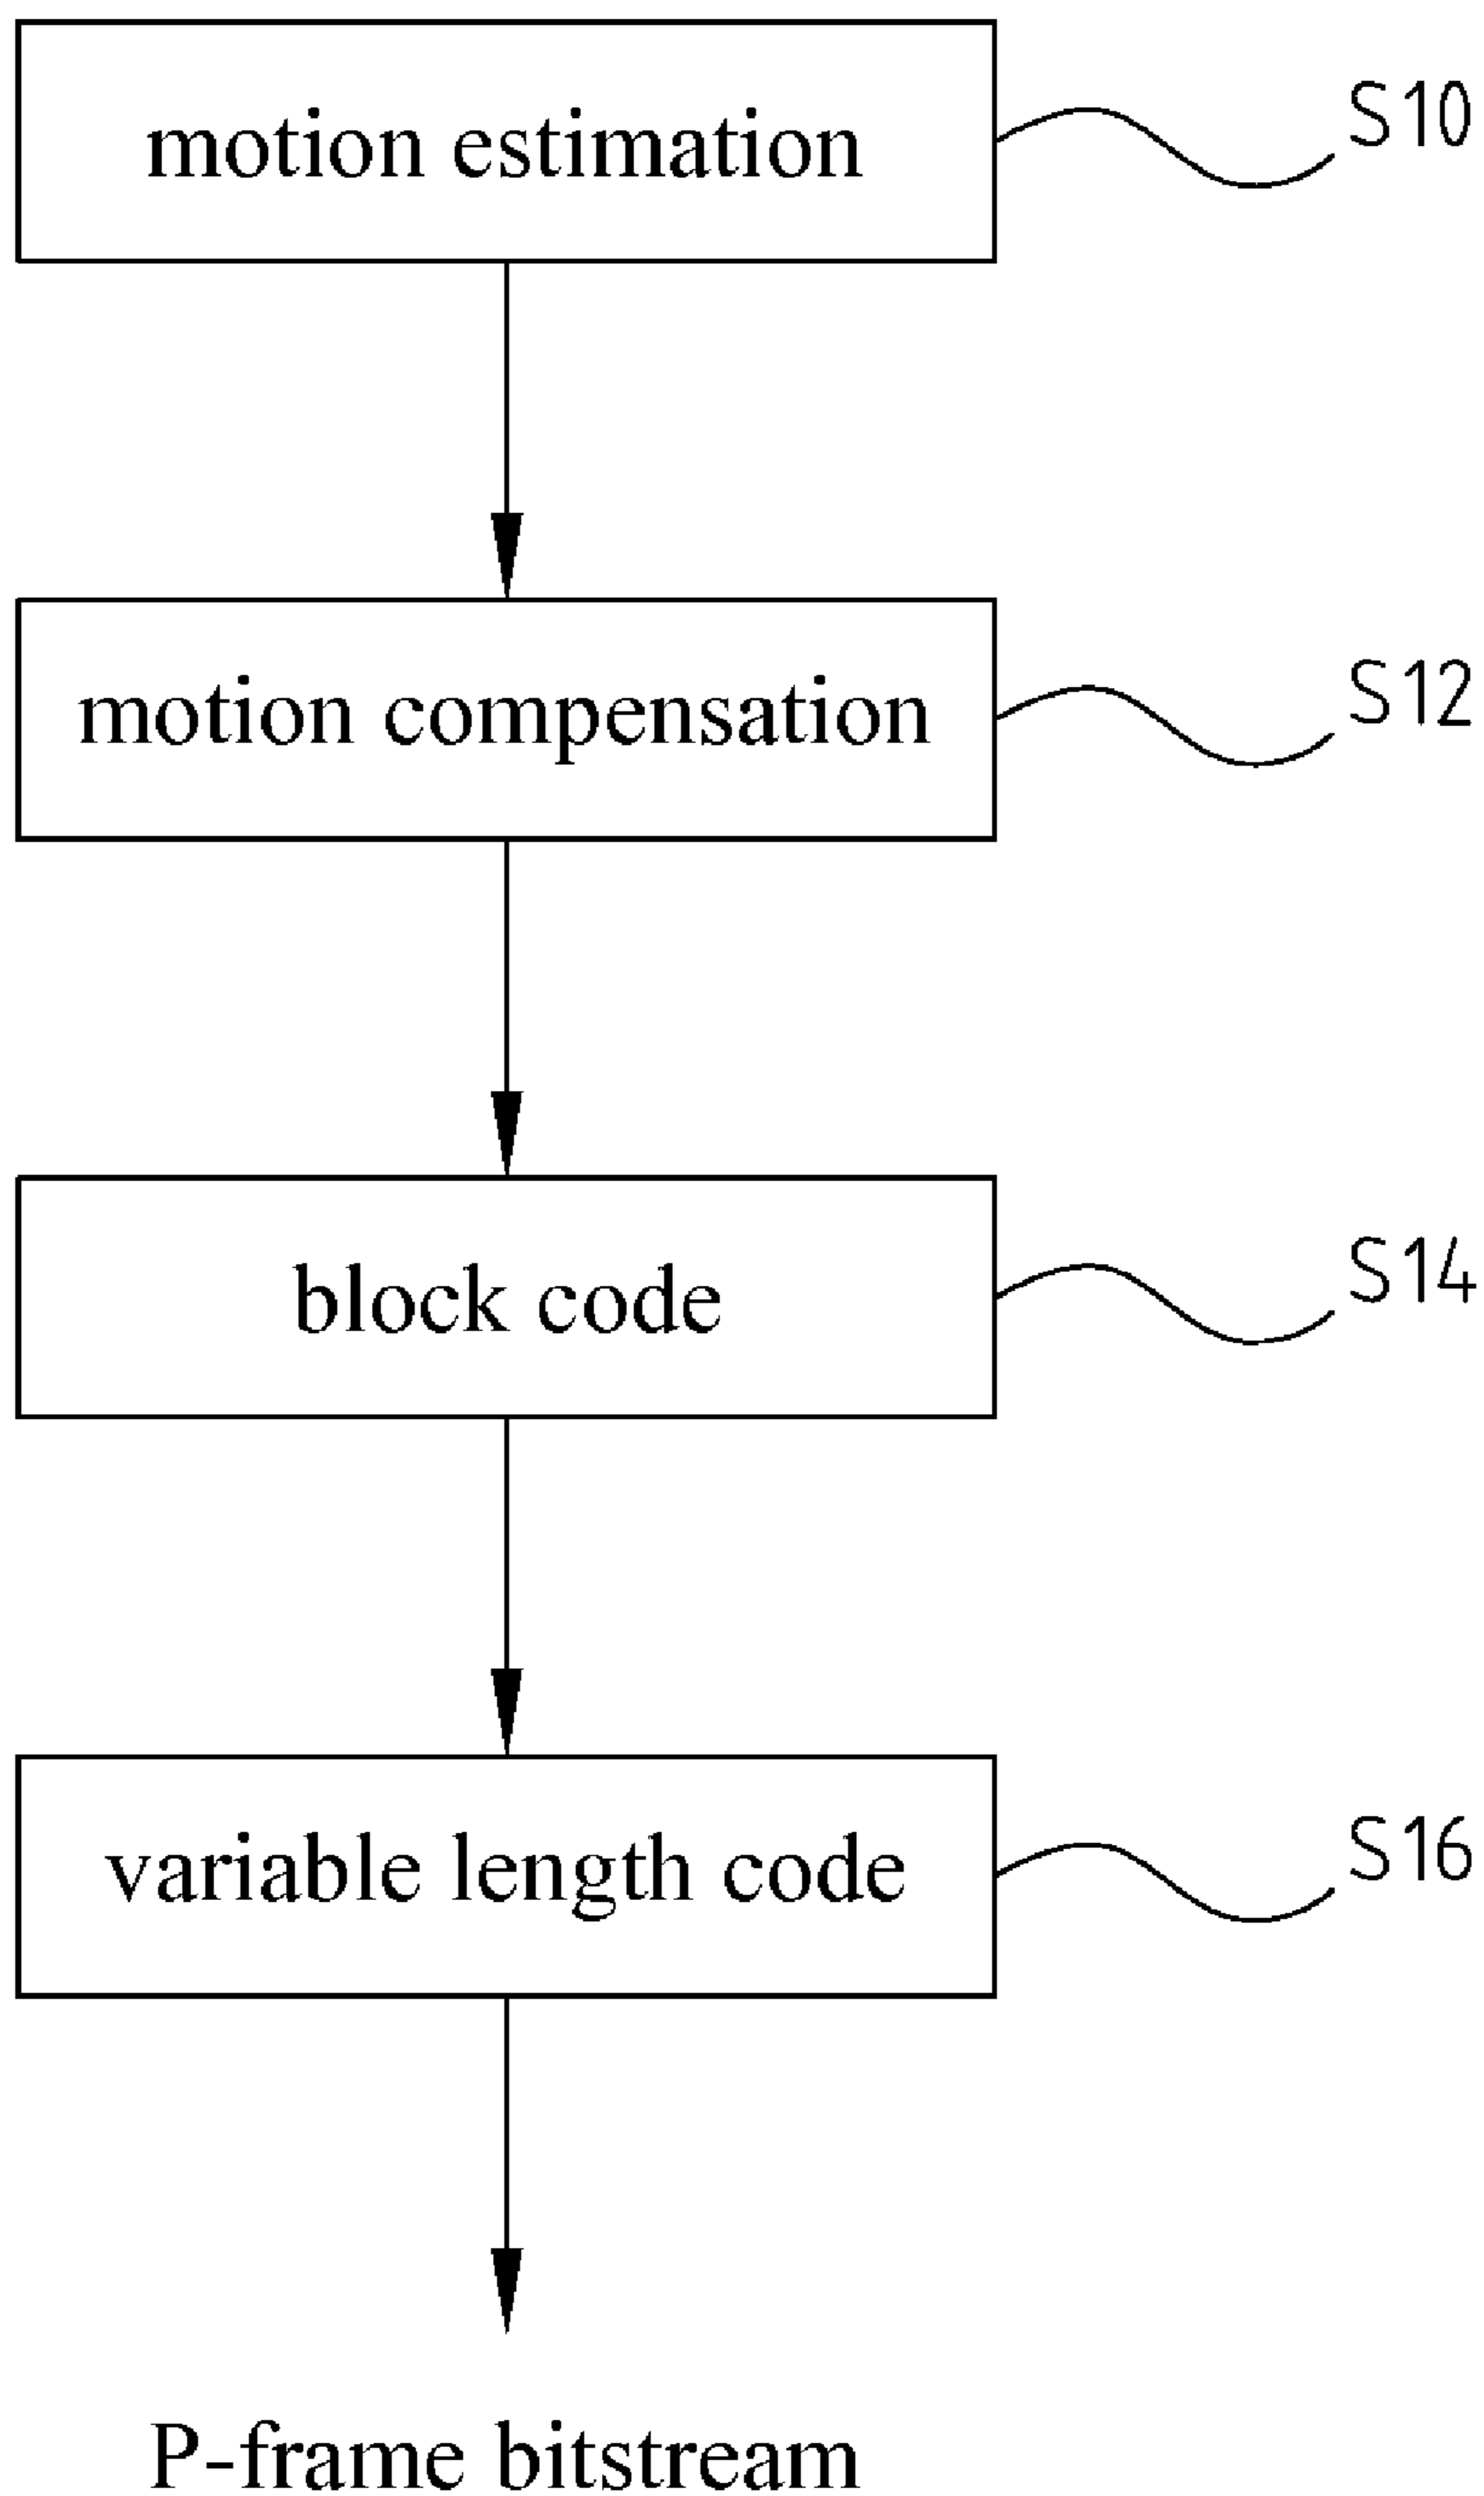 motion estimation
S10
motion compensation
S12
block code
S14
variable length code
S16
P-frame bitstream